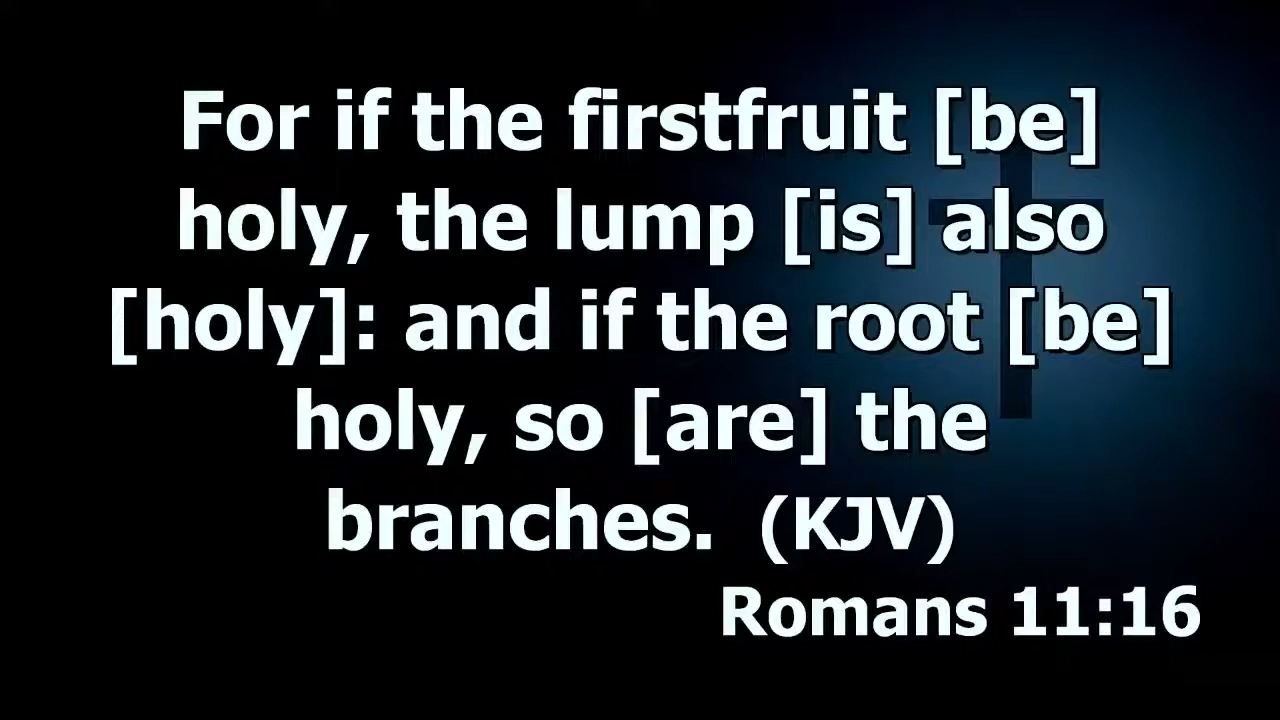 For if the firstfruit [be]
holy, the lump [is] also
[holy]: and if the root [be]
holy, so [are] the
branches.  (KJV)
Romans 11:16